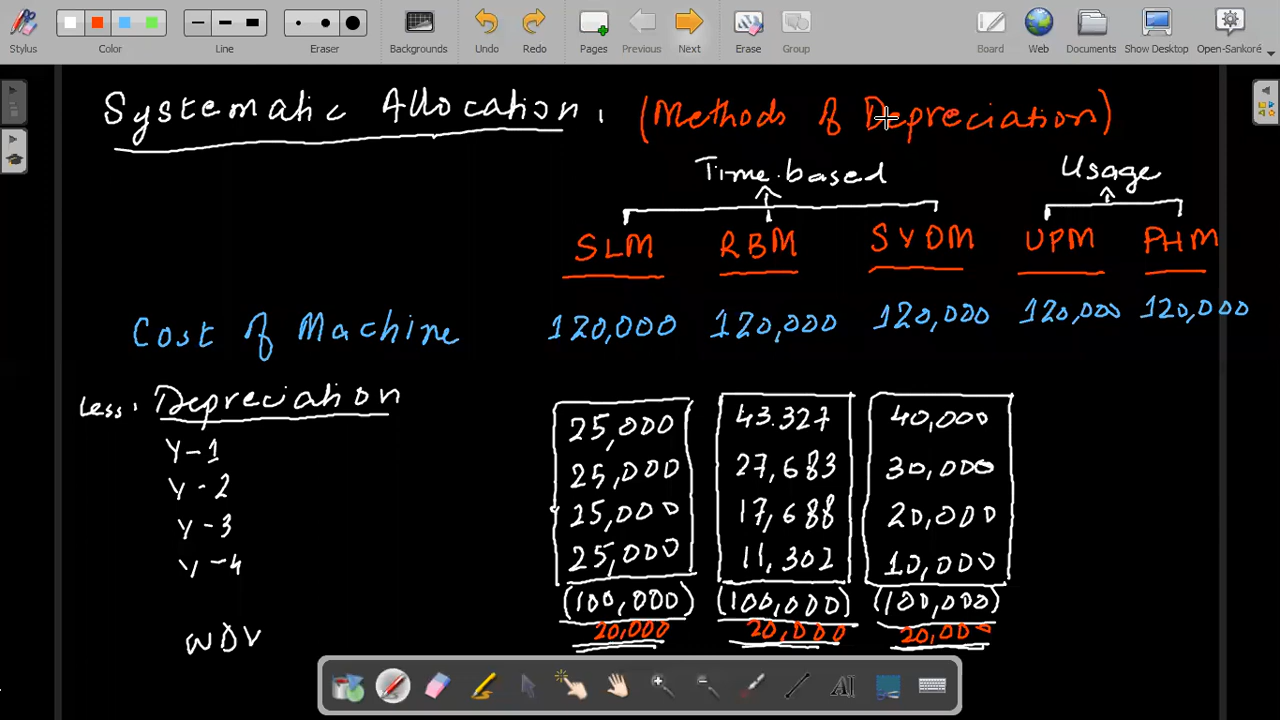 Stylus Color Line Eraser Backgrounds Undo Redo Pages Previous Next Erase Group Board Web Documents Show Desktop Open-Sankoré
Systematic Allocation : (Methods of Depreciation)
Time based Usage
SLM RBM SYDM UPM PHM
Cost of Machine 120,000 120,000 120,000 120,000 120,000
Less: Depreciation
Y-1 25,000 43.327 40,000
Y-2 25,000 27,683 30,000
Y-3 25,000 17,688 20,000
Y-4 25,000 11,302 10,000
(100,000) (100,000) (100,000)
WDV 20,000 20,000 20,000
AI